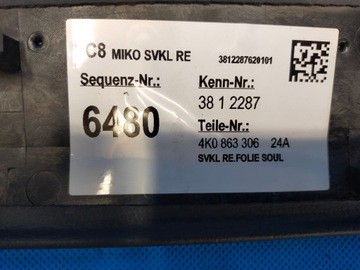 C8 MIKO SVKL RE
3812287620101
Sequenz-Nr.:
Kenn-Nr.:
6480
38 1 2287
Teile-Nr.:
4K0 863 306 24A
SVKL RE.FOLIE SOUL